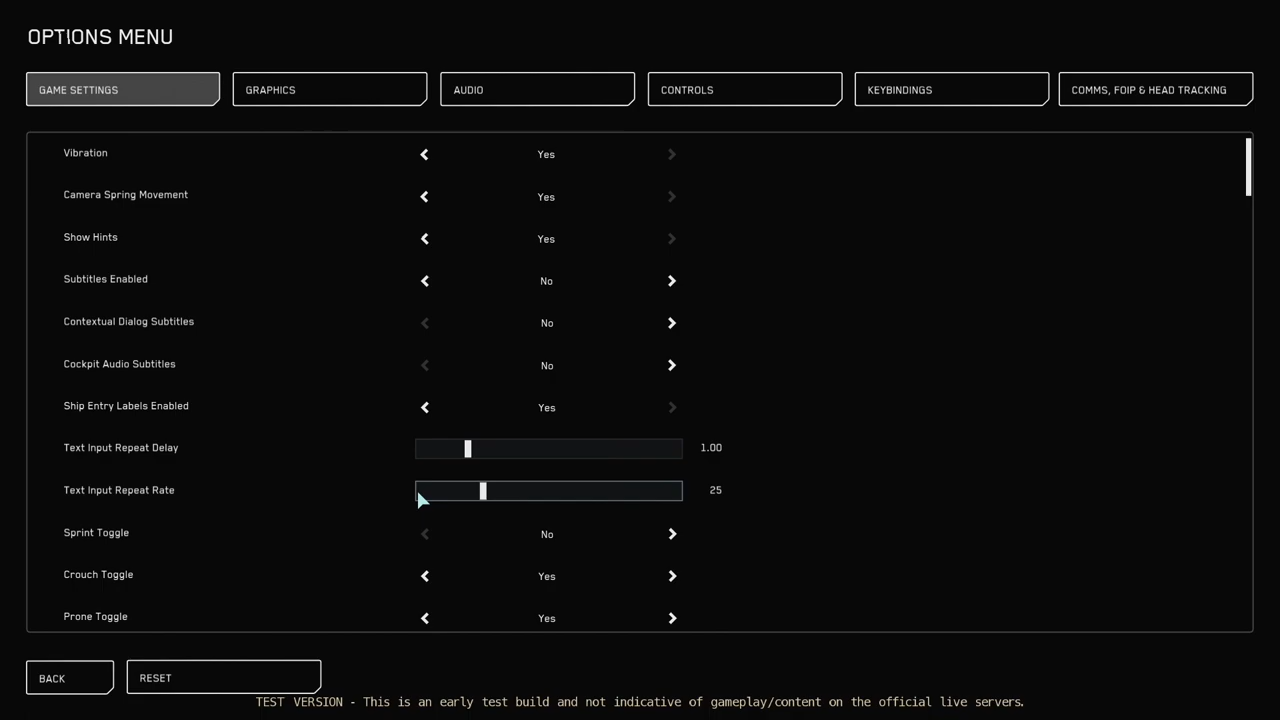 OPTIONS MENU
GAME SETTINGS
GRAPHICS
AUDIO
CONTROLS
KEYBINDINGS
COMMS, FOIP & HEAD TRACKING
Vibration
Yes
Camera Spring Movement
Yes
Show Hints
Yes
Subtitles Enabled
No
Contextual Dialog Subtitles
No
Cockpit Audio Subtitles
No
Ship Entry Labels Enabled
Yes
Text Input Repeat Delay
1.00
Text Input Repeat Rate
25
Sprint Toggle
No
Crouch Toggle
Yes
Prone Toggle
Yes
BACK
RESET
TEST VERSION - This is an early test build and not indicative of gameplay/content on the official live servers.